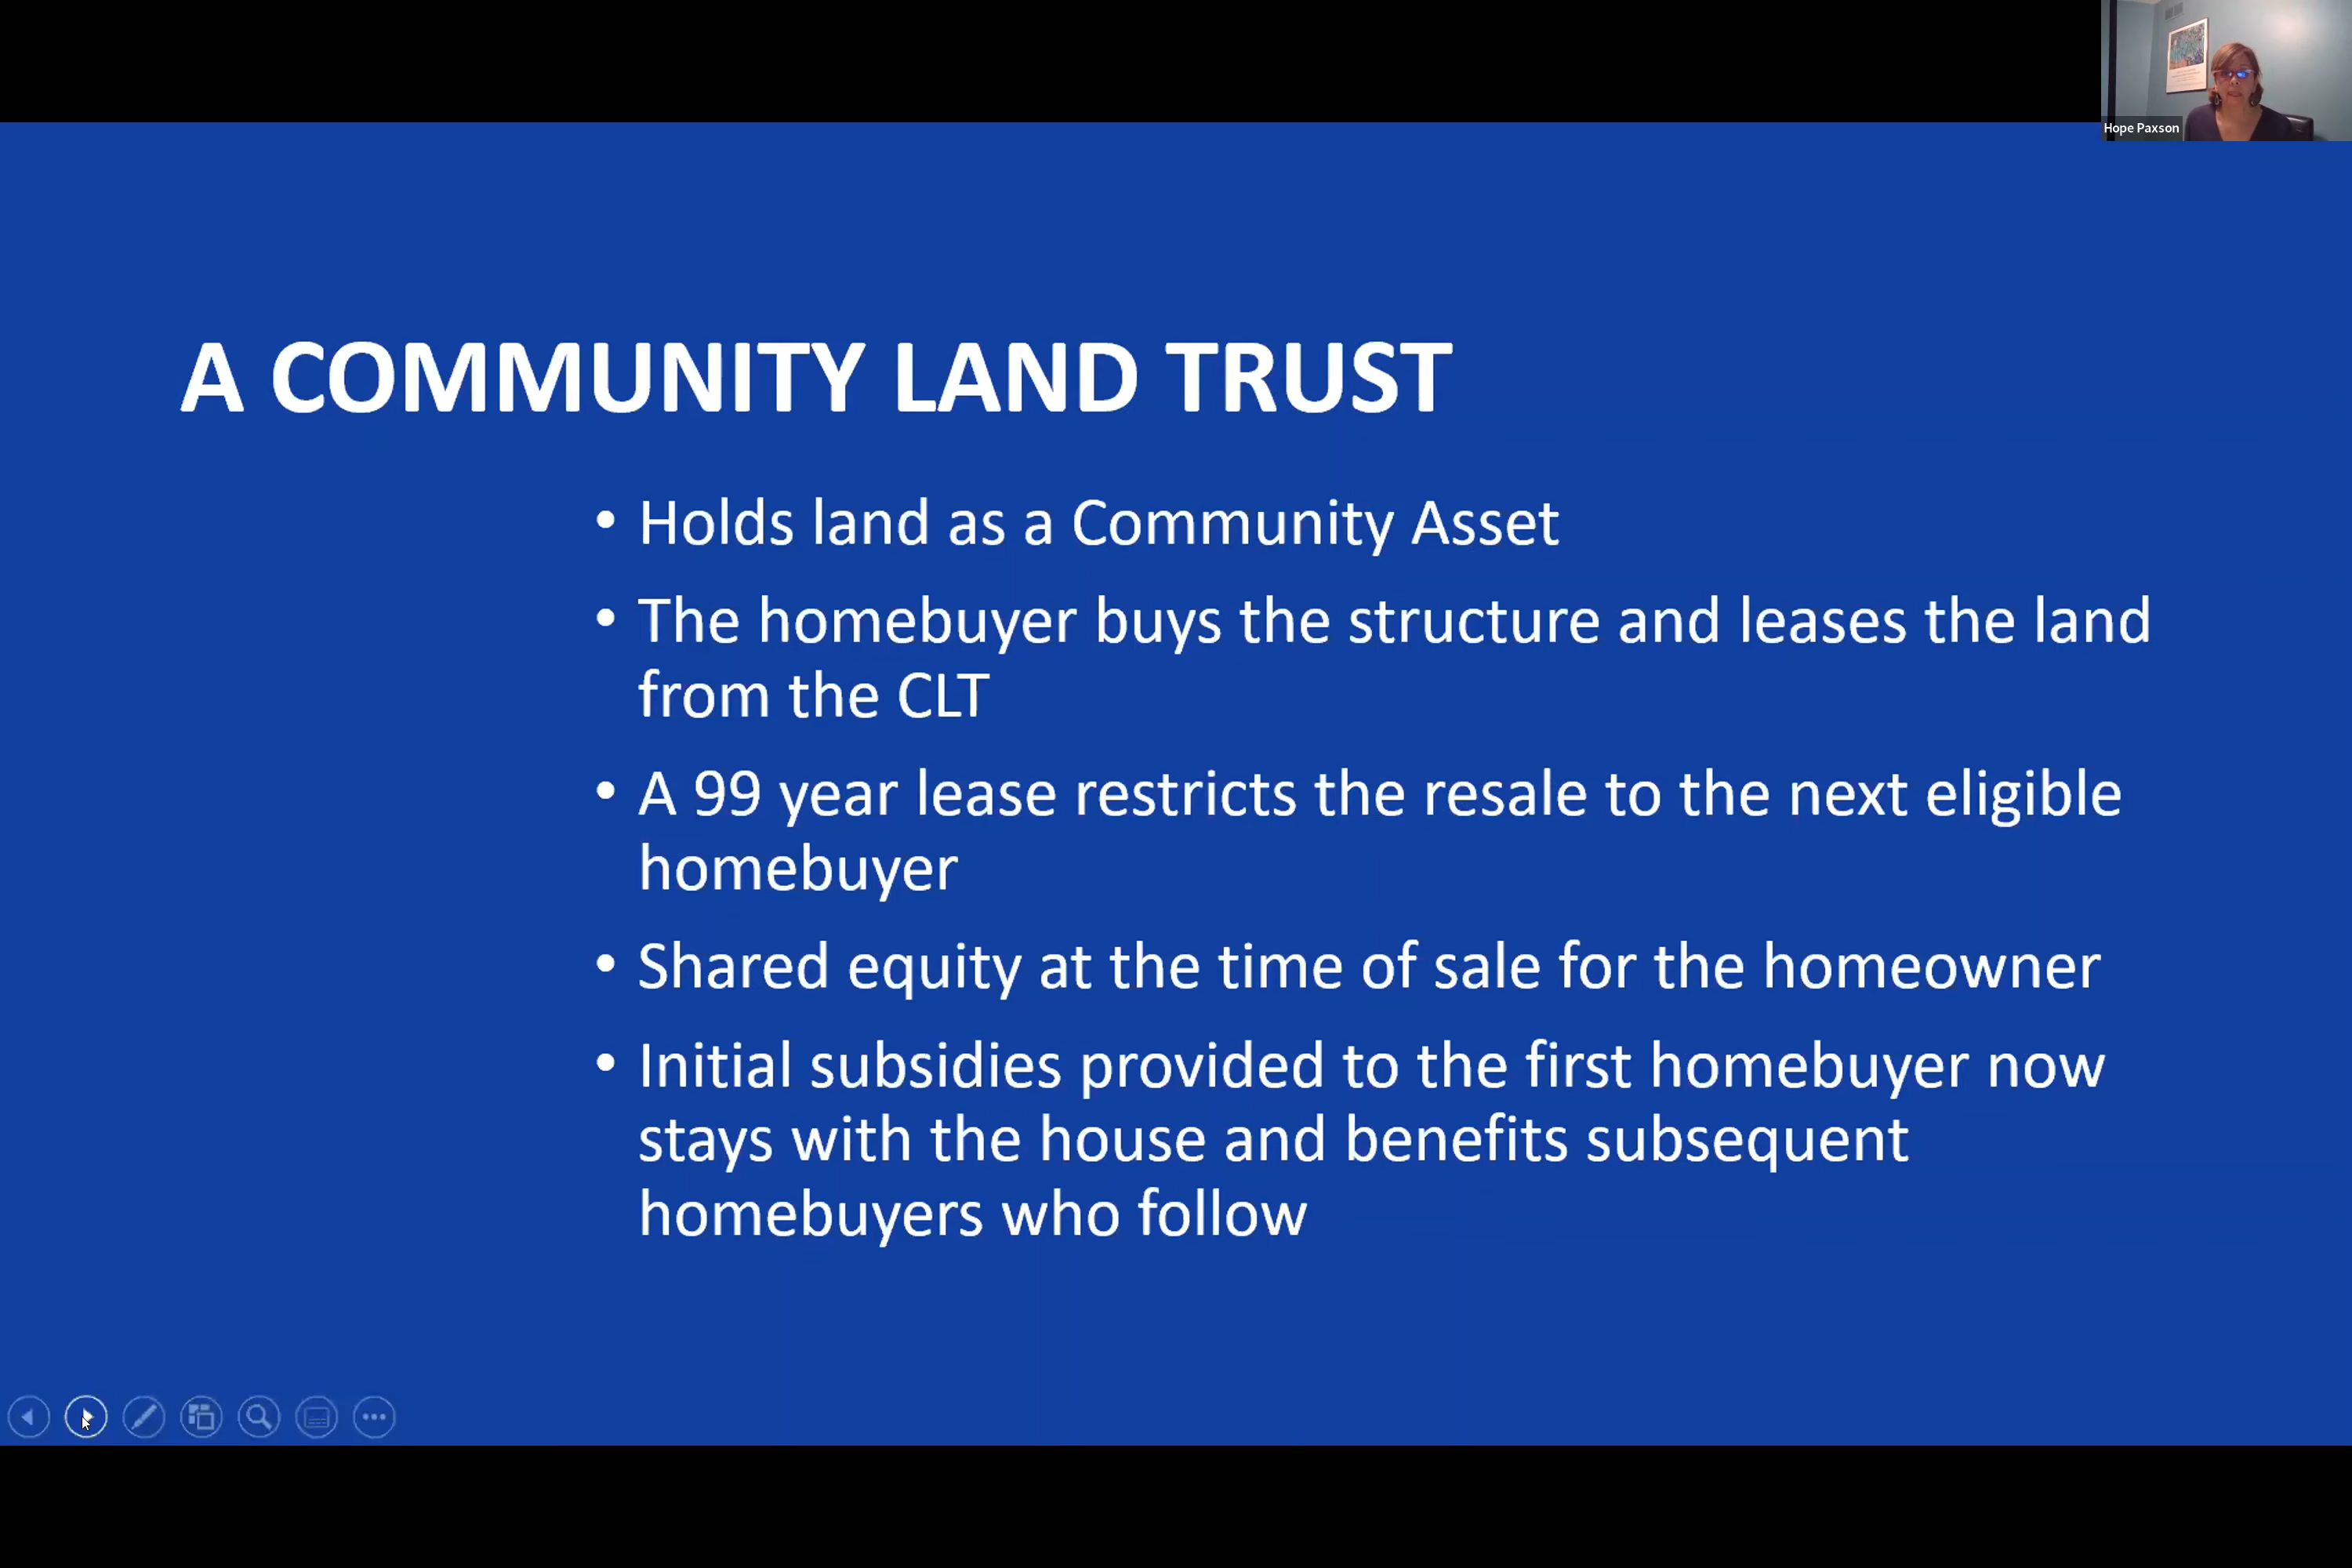 Hope Paxson
A COMMUNITY LAND TRUST
• Holds land as a Community Asset
• The homebuyer buys the structure and leases the land
from the CLT
• A 99 year lease restricts the resale to the next eligible
homebuyer
• Shared equity at the time of sale for the homeowner
• Initial subsidies provided to the first homebuyer now
stays with the house and benefits subsequent
homebuyers who follow